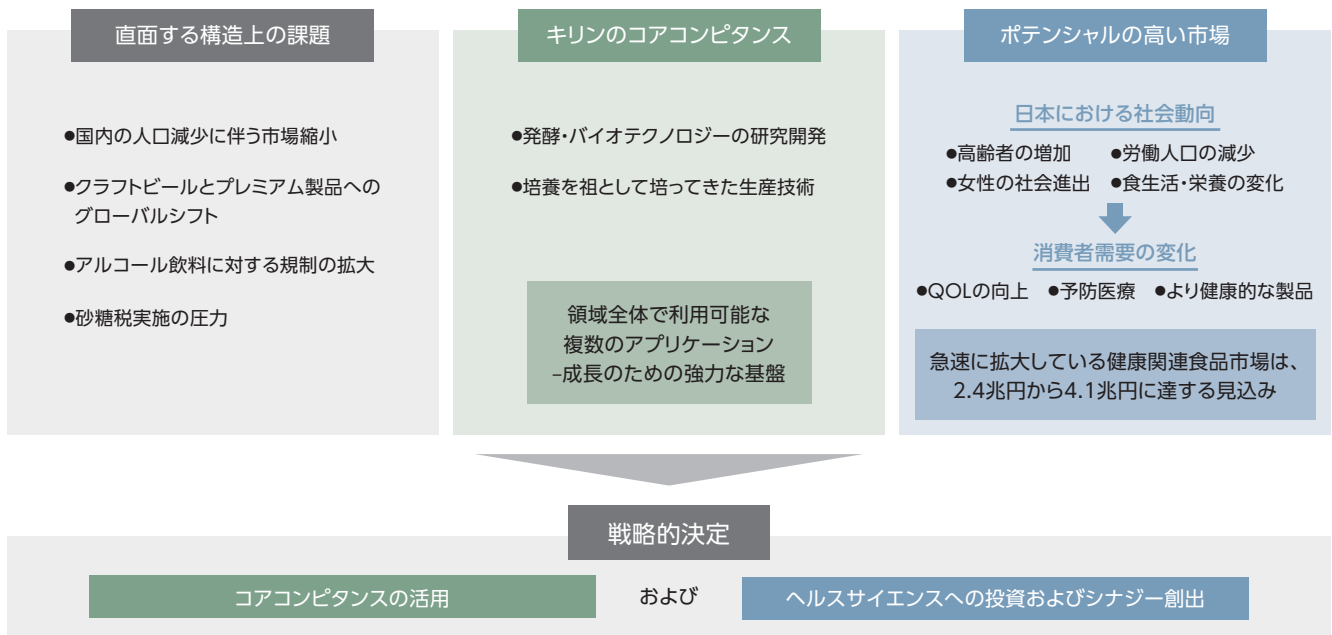 直面する構造上の課題
●国内の人口減少に伴う市場縮小
●クラフトビールとプレミアム製品への
グローバルシフト
●アルコール飲料に対する規制の拡大
●砂糖税実施の圧力
キリンのコアコンピタンス
●発酵・バイオテクノロジーの研究開発
●培養を祖として培ってきた生産技術
領域全体で利用可能な
複数のアプリケーション
–成長のための強力な基盤
ポテンシャルの高い市場
日本における社会動向
●高齢者の増加 ●労働人口の減少
●女性の社会進出 ●食生活・栄養の変化
消費者需要の変化
●QOLの向上 ●予防医療 ●より健康的な製品
急速に拡大している健康関連食品市場は、
2.4兆円から4.1兆円に達する見込み
戦略的決定
コアコンピタンスの活用 および ヘルスサイエンスへの投資およびシナジー創出